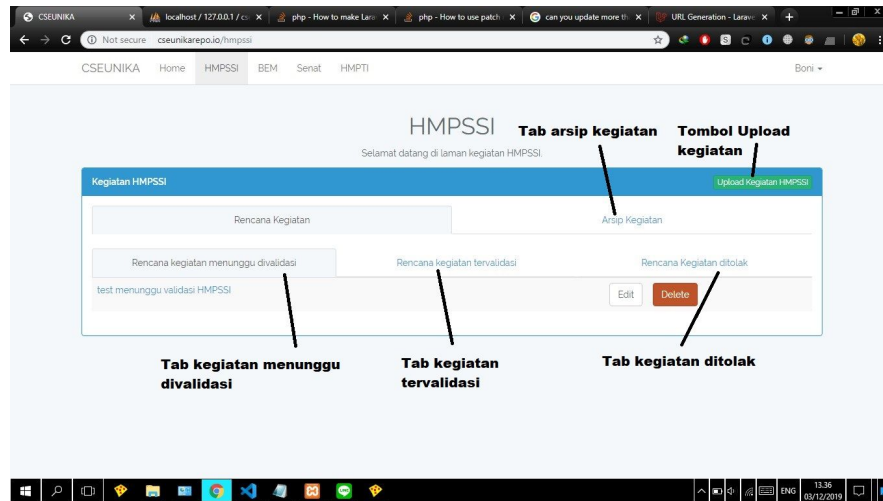 CSEUNIKA
localhost / 127.0.0.1 / cs
php - How to make Lara
php - How to use patch
can you update more th
URL Generation - Larave
Not secure cseunikarepo.io/hmpssi
CSEUNIKA Home HMPSSI BEM Senat HMPTI Boni
HMPSSI
Selamat datang di laman kegiatan HMPSSI.
Tab arsip kegiatan
Tombol Upload
kegiatan
Kegiatan HMPSSI
Upload Kegiatan HMPSSI
Rencana Kegiatan
Arsip Kegiatan
Rencana kegiatan menunggu divalidasi
Rencana kegiatan tervalidasi
Rencana Kegiatan ditolak
test menunggu validasi HMPSSI
Edit
Delete
Tab kegiatan menunggu
divalidasi
Tab kegiatan
tervalidasi
Tab kegiatan ditolak
ENG
13.36
03/12/2019